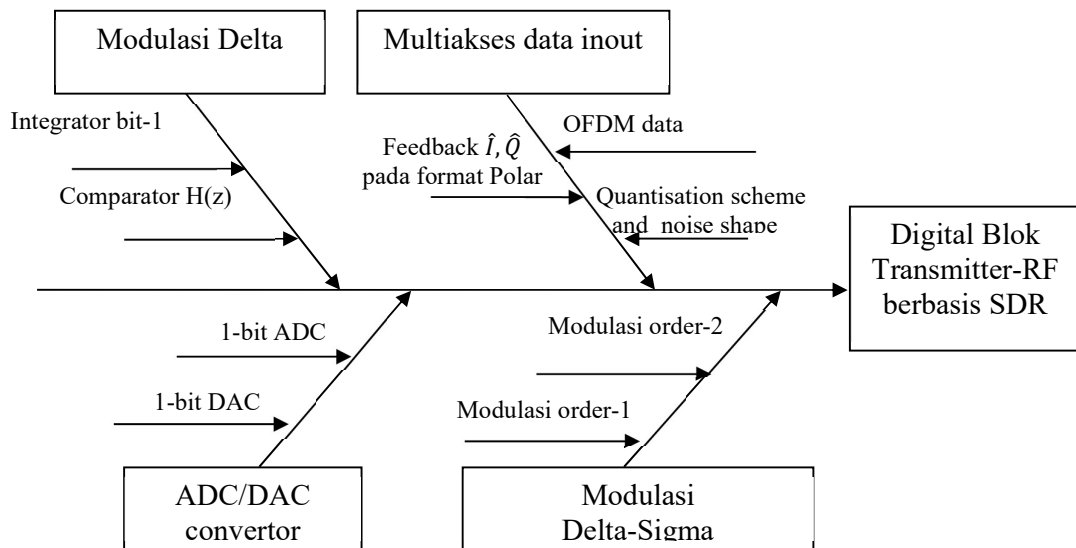 Modulasi Delta
Multiakses data inout
Integrator bit-1
Comparator H(z)
OFDM data
Feedback Î, Q̂
pada format Polar
Quantisation scheme
and noise shape
Digital Blok
Transmitter-RF
berbasis SDR
1-bit ADC
1-bit DAC
Modulasi order-2
Modulasi order-1
ADC/DAC
convertor
Modulasi
Delta-Sigma